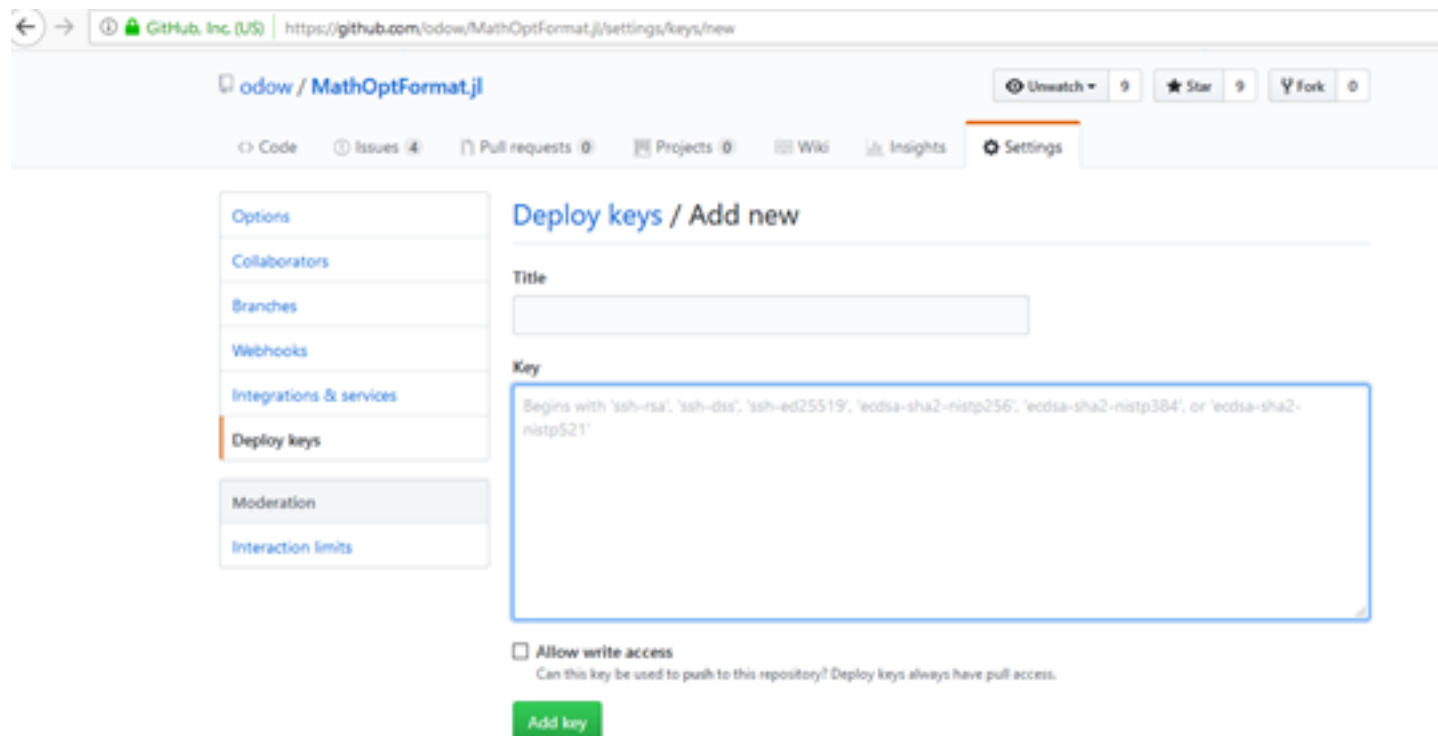 GitHub, Inc. (US) https://github.com/odow/MathOptFormat.jl/settings/keys/new
odow / MathOptFormat.jl Unwatch 9 Star 9 Fork 0
Code Issues 4 Pull requests 0 Projects 0 Wiki Insights Settings
Options
Collaborators
Branches
Webhooks
Integrations & services
Deploy keys
Moderation
Interaction limits
Deploy keys / Add new
Title
Key
Begins with 'ssh-rsa', 'ssh-dss', 'ssh-ed25519', 'ecdsa-sha2-nistp256', 'ecdsa-sha2-nistp384', or 'ecdsa-sha2-
nistp521'
Allow write access
Can this key be used to push to this repository? Deploy keys always have pull access.
Add key